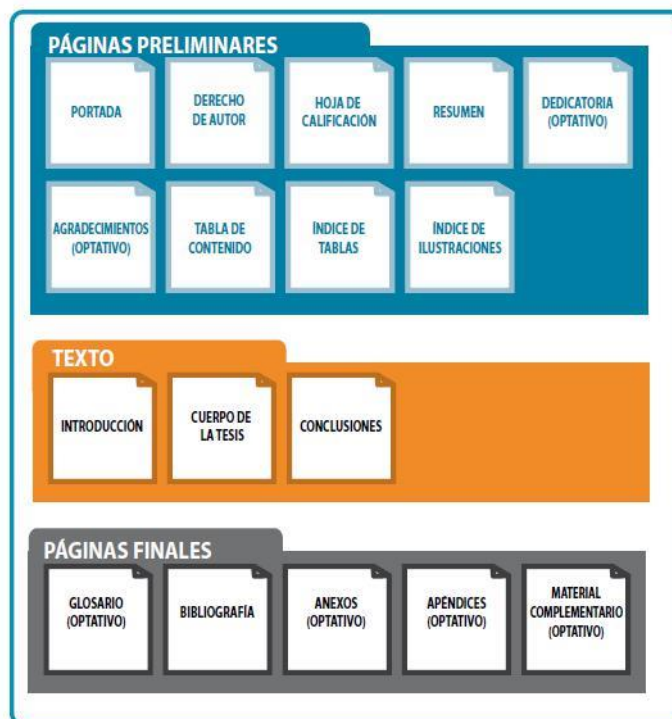 PÁGINAS PRELIMINARES
PORTADA
DERECHO
DE AUTOR
HOJA DE
CALIFICACIÓN
RESUMEN
DEDICATORIA
(OPTATIVO)
AGRADECIMIENTOS
(OPTATIVO)
TABLA DE
CONTENIDO
ÍNDICE DE
TABLAS
ÍNDICE DE
ILUSTRACIONES
TEXTO
INTRODUCCIÓN
CUERPO DE
LA TESIS
CONCLUSIONES
PÁGINAS FINALES
GLOSARIO
(OPTATIVO)
BIBLIOGRAFÍA
ANEXOS
(OPTATIVO)
APÉNDICES
(OPTATIVO)
MATERIAL
COMPLEMENTARIO
(OPTATIVO)